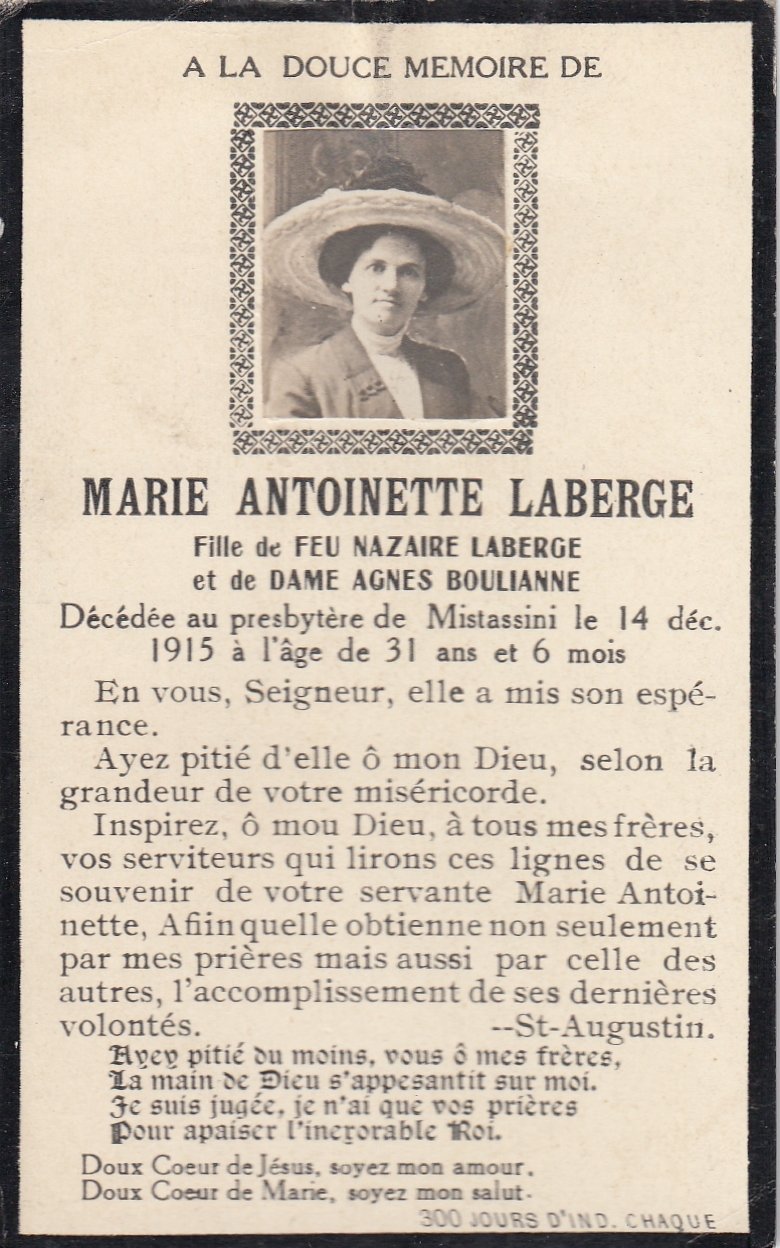 A LA DOUCE MEMOIRE DE
MARIE ANTOINETTE LABERGE
Fille de FEU NAZAIRE LABERGE
et de DAME AGNES BOULIANNE
Décédée au presbytère de Mistassini le 14 déc.
1915 à l'âge de 31 ans et 6 mois
En vous, Seigneur, elle a mis son espé-
rance.
Ayez pitié d'elle ô mon Dieu, selon la
grandeur de votre miséricorde.
Inspirez, ô mou Dieu, à tous mes frères,
vos serviteurs qui lirons ces lignes de se
souvenir de votre servante Marie Antoi-
nette, Afiin quelle obtienne non seulement
par mes prières mais aussi par celle des
autres, l'accomplissement de ses dernières
volontés. --St-Augustin.
Ayey pitié du moins, vous ô mes frères,
La main de Dieu s'appesantit sur moi.
Je suis jugée, je n'ai que vos prières
Pour apaiser l'inerorable Roi.
Doux Coeur de Jésus, soyez mon amour.
Doux Coeur de Marie, soyez mon salut.
300 JOURS D'IND. CHAQUE